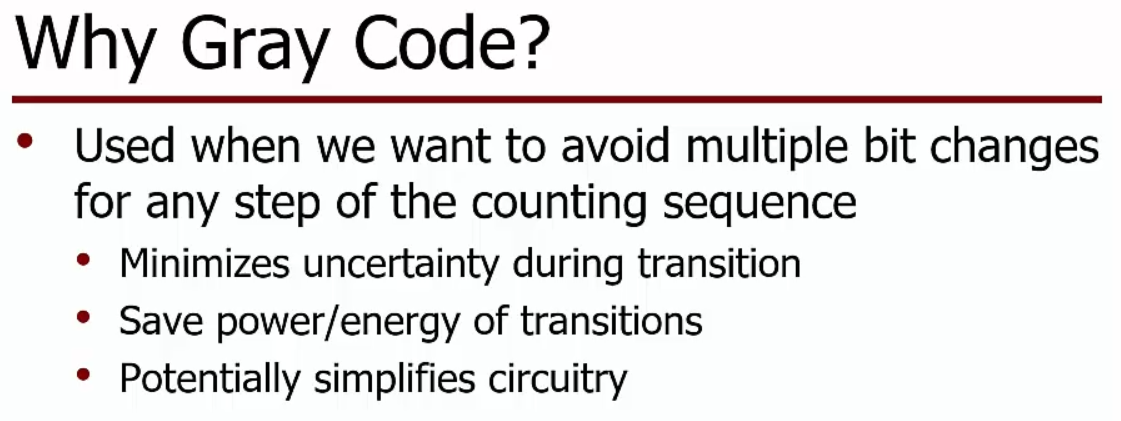 Why Gray Code?
• Used when we want to avoid multiple bit changes
for any step of the counting sequence
• Minimizes uncertainty during transition
• Save power/energy of transitions
• Potentially simplifies circuitry